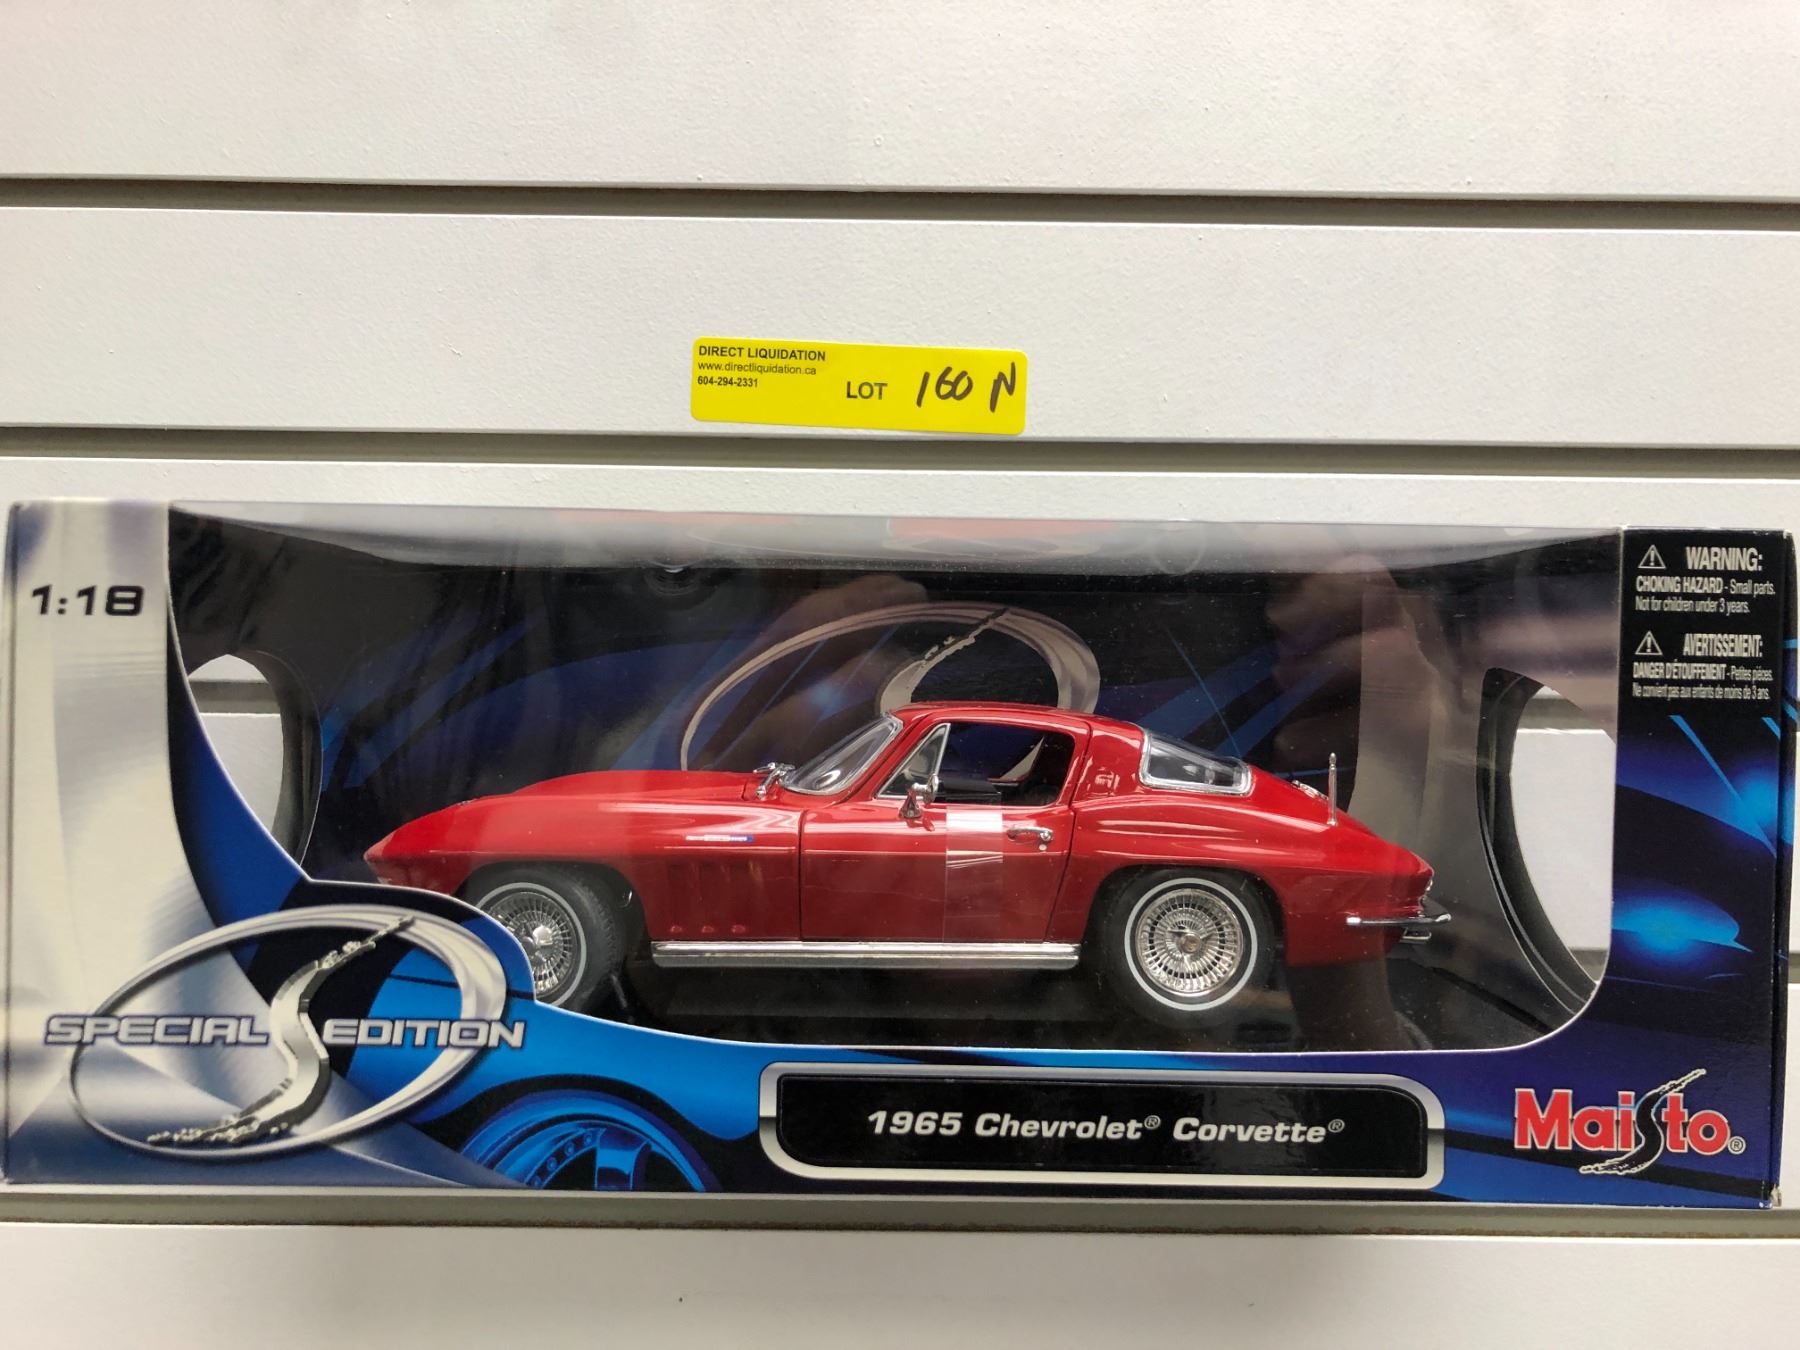 DIRECT LIQUIDATION
www.directliquidation.ca
604-294-2331
LOT 160 N
1:18
WARNING:
CHOKING HAZARD - Small parts.
Not for children under 3 years.
AVERTISSEMENT:
DANGER D'ÉTOUFFEMENT - Petites pièces.
Ne convient pas aux enfants de moins de 3 ans.
SPECIAL EDITION
1965 Chevrolet® Corvette®
Maisto®